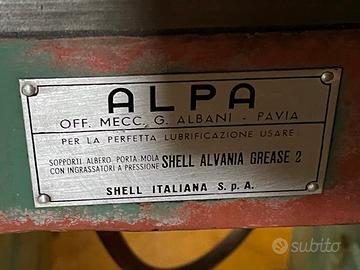 ALPA
OFF. MECC. G. ALBANI - PAVIA
PER LA PERFETTA LUBRIFICAZIONE USARE:
SOPPORTI ALBERO PORTA MOLA
CON INGRASSATORI A PRESSIONE
SHELL ALVANIA GREASE 2
SHELL ITALIANA S.p.A.
subito